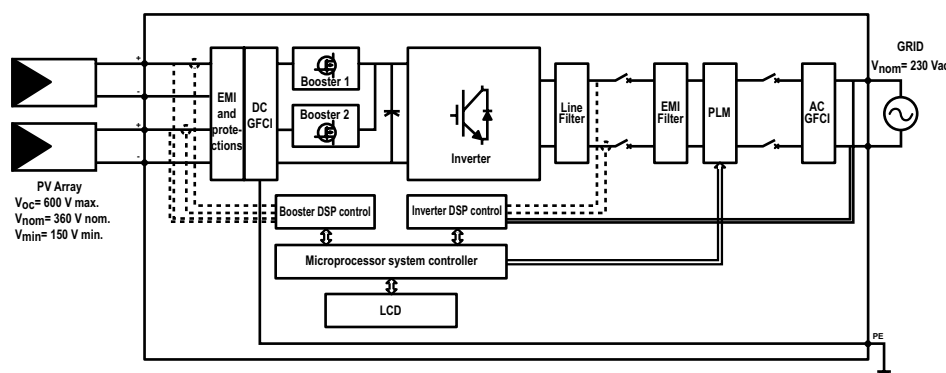 +
-
+
-
PV Array
Voc= 600 V max.
Vnom= 360 V nom.
Vmin= 150 V min.
EMI
and
prote-
ctions
DC
GFCI
Booster 1
Booster 2
Inverter
Line
Filter
EMI
Filter
PLM
AC
GFCI
GRID
Vnom= 230 Vac
Booster DSP control
Inverter DSP control
Microprocessor system controller
LCD
PE